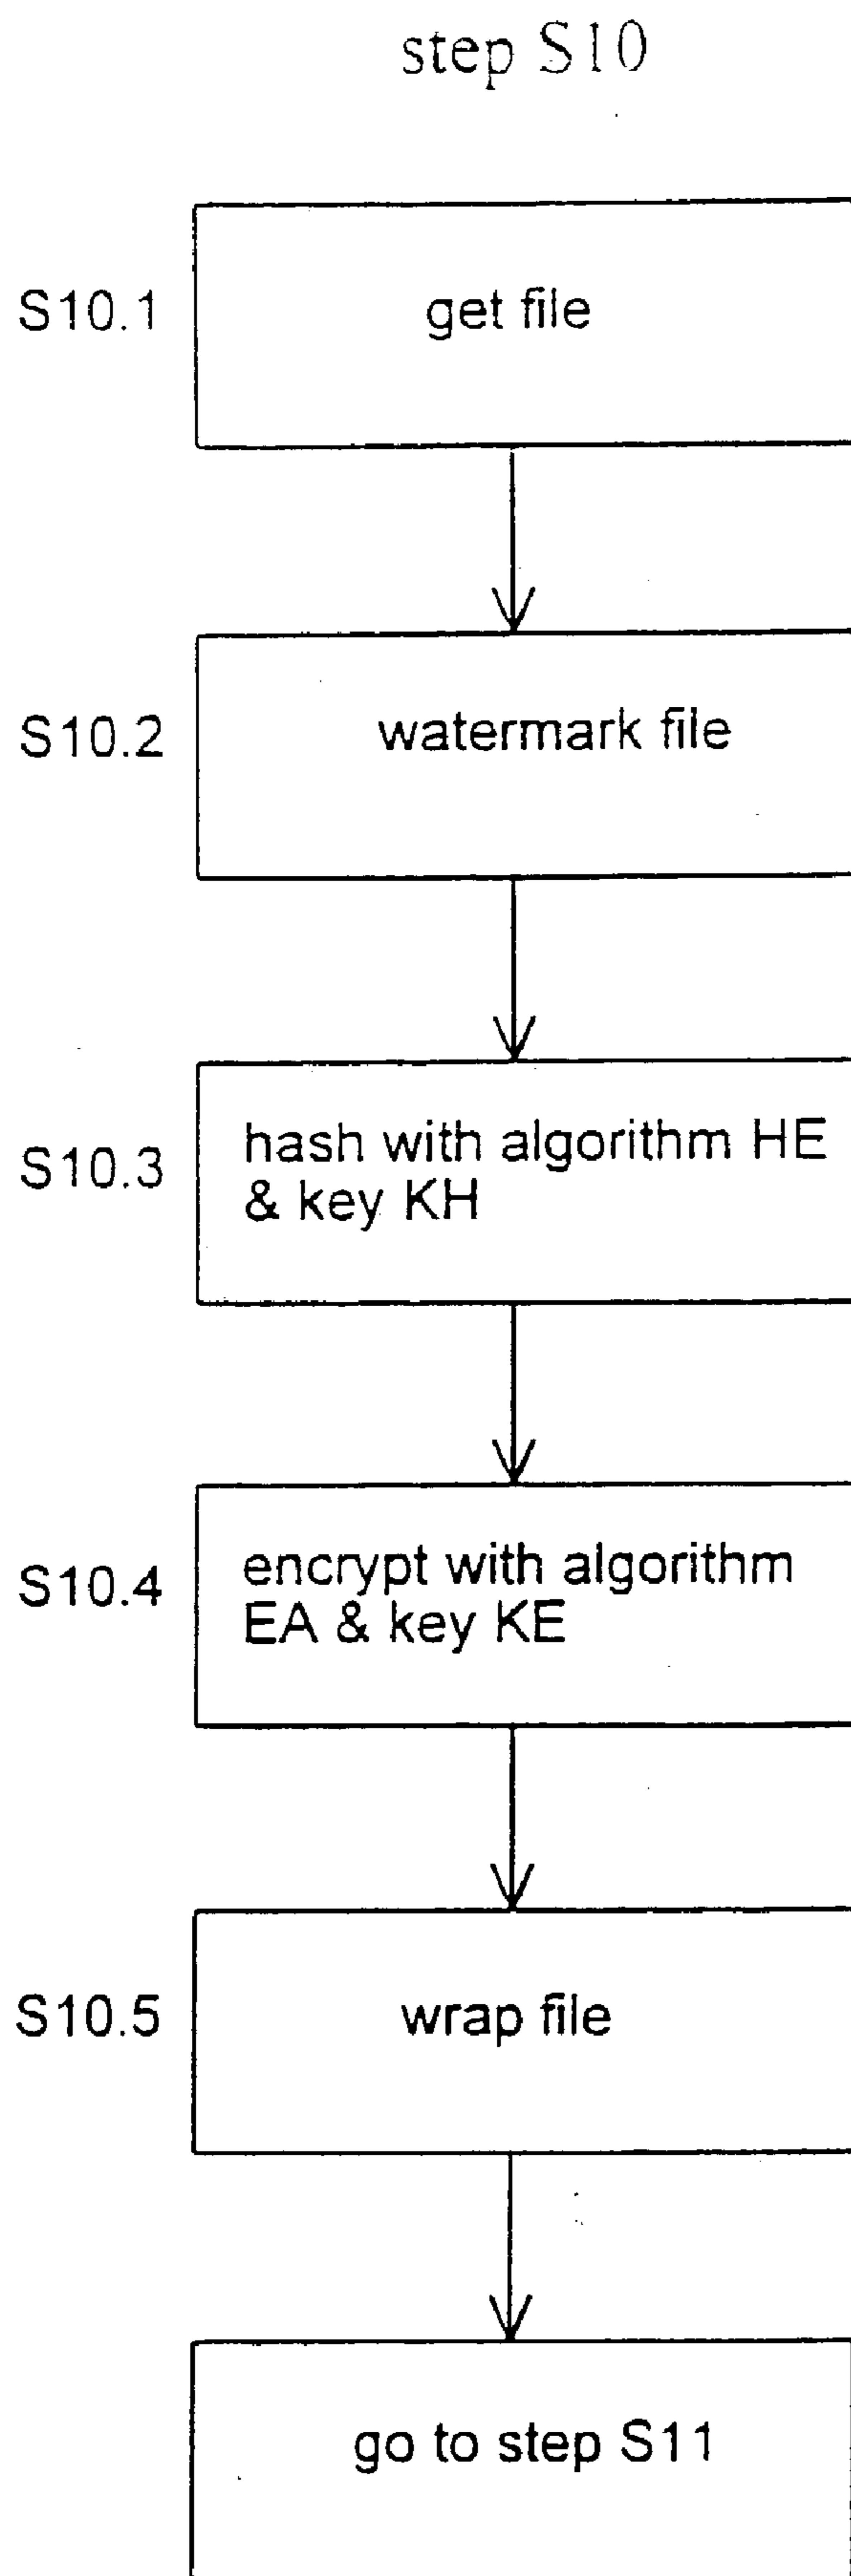 step S10
S10.1
get file
S10.2
watermark file
S10.3
hash with algorithm HE
& key KH
S10.4
encrypt with algorithm
EA & key KE
S10.5
wrap file
go to step S11